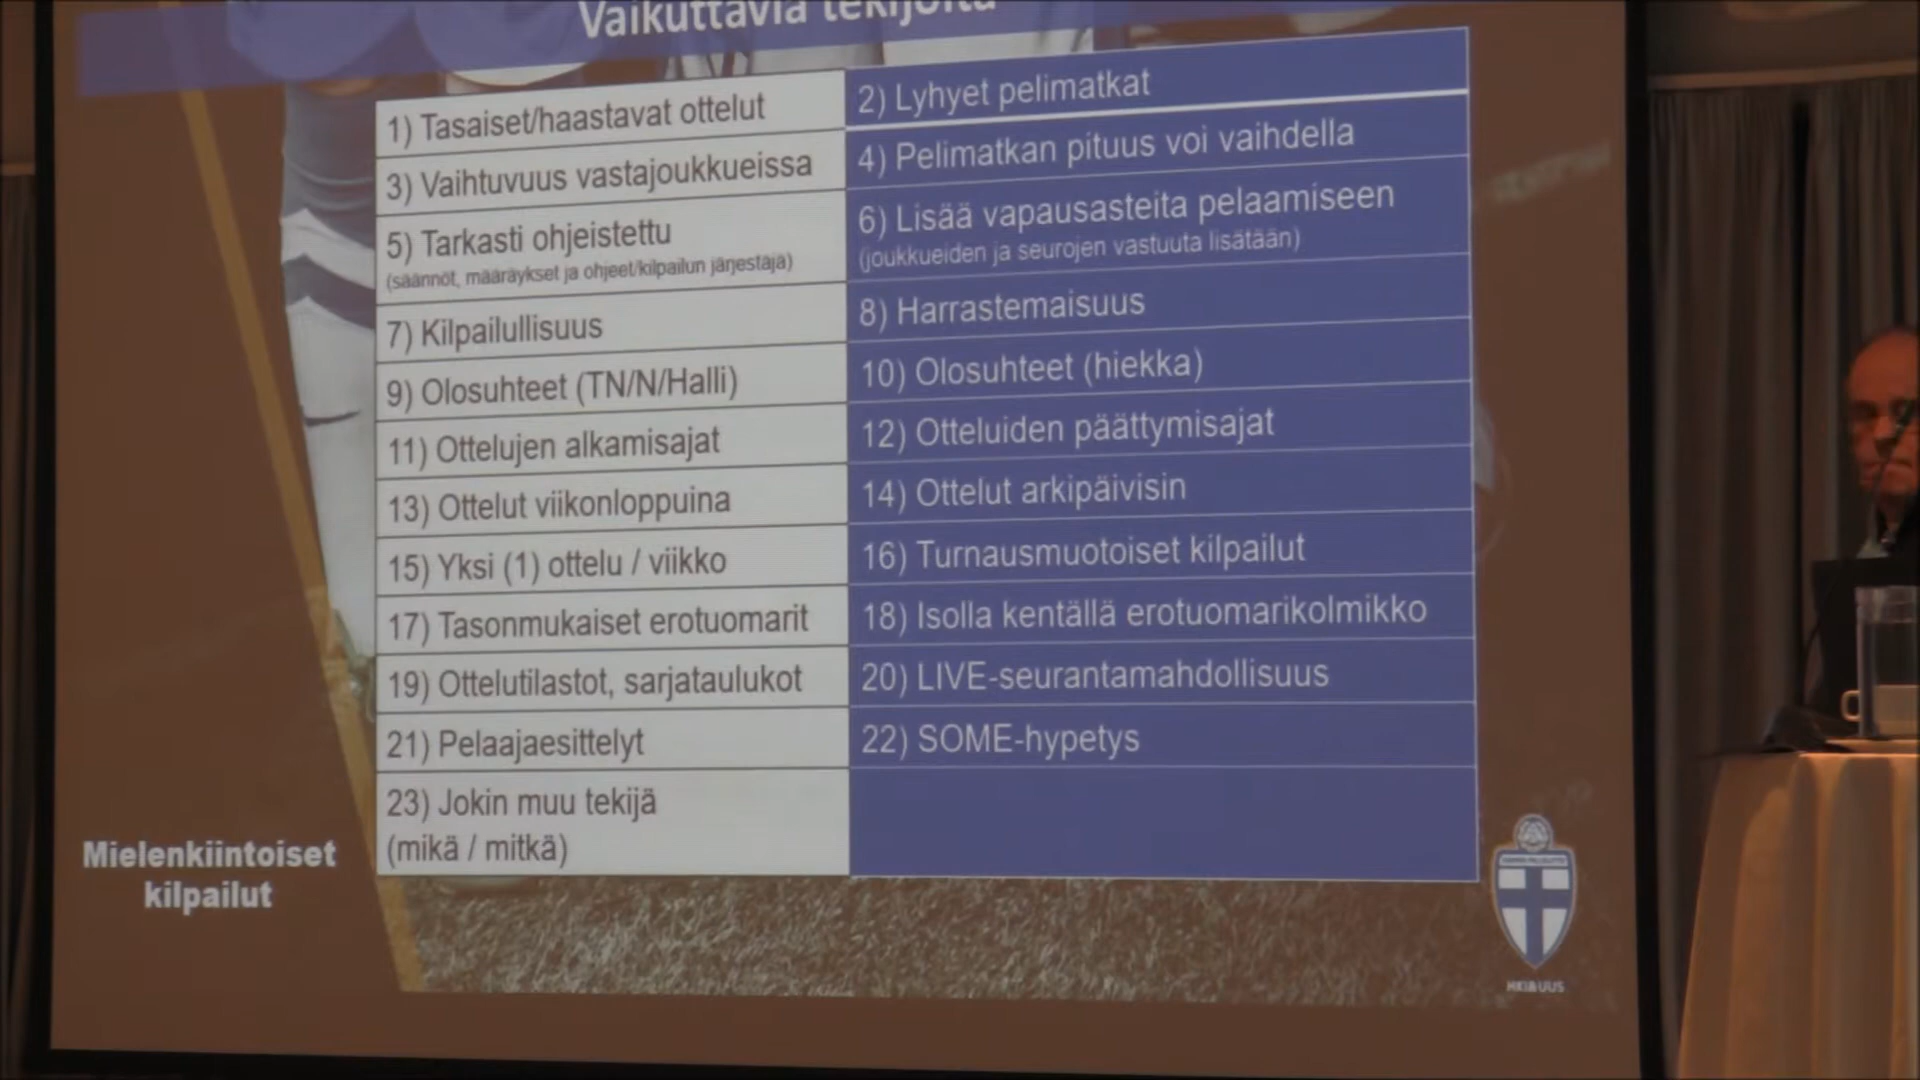 Vaikuttavia tekijöitä
1) Tasaiset/haastavat ottelut
2) Lyhyet pelimatkat
3) Vaihtuvuus vastajoukkueissa
4) Pelimatkan pituus voi vaihdella
5) Tarkasti ohjeistettu
(säännöt, määräykset ja ohjeet/kilpailun järjestäjä)
6) Lisää vapausasteita pelaamiseen
(joukkueiden ja seurojen vastuuta lisätään)
7) Kilpailullisuus
8) Harrastemaisuus
9) Olosuhteet (TN/N/Halli)
10) Olosuhteet (hiekka)
11) Ottelujen alkamisajat
12) Otteluiden päättymisajat
13) Ottelut viikonloppuina
14) Ottelut arkipäivisin
15) Yksi (1) ottelu / viikko
16) Turnausmuotoiset kilpailut
17) Tasonmukaiset erotuomarit
18) Isolla kentällä erotuomarikolmikko
19) Ottelutilastot, sarjataulukot
20) LIVE-seurantamahdollisuus
21) Pelaajaesittelyt
22) SOME-hypetys
23) Jokin muu tekijä
(mikä / mitkä)
Mielenkiintoiset
kilpailut
HKI&UUS